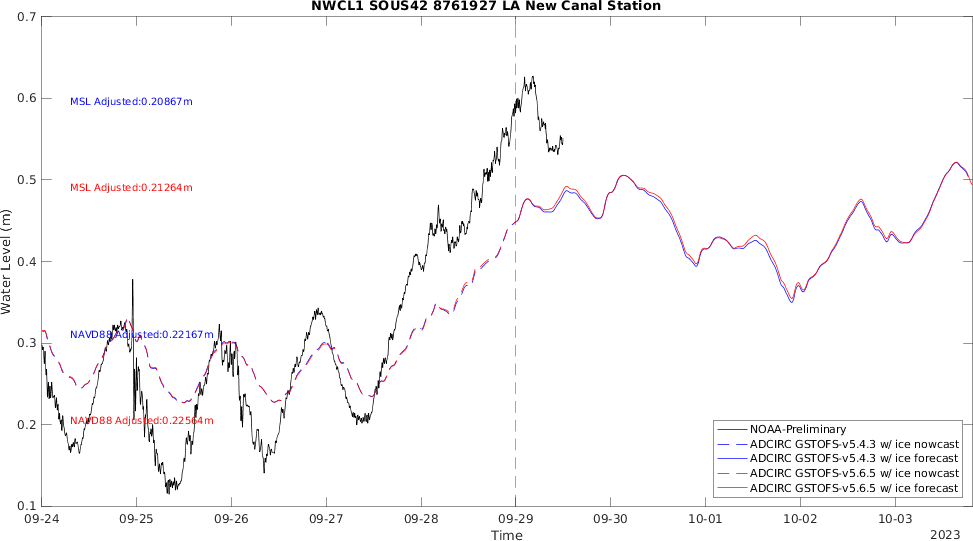 NWCL1 SOUS42 8761927 LA New Canal Station
0.7
0.6
0.5
0.4
0.3
0.2
0.1
Water Level (m)
MSL Adjusted:0.20867m
MSL Adjusted:0.21264m
NAVD88 Adjusted:0.22167m
NAVD88 Adjusted:0.22564m
NOAA-Preliminary
ADCIRC GSTOFS-v5.4.3 w/ ice nowcast
ADCIRC GSTOFS-v5.4.3 w/ ice forecast
ADCIRC GSTOFS-v5.6.5 w/ ice nowcast
ADCIRC GSTOFS-v5.6.5 w/ ice forecast
09-24 09-25 09-26 09-27 09-28 09-29 09-30 10-01 10-02 10-03
Time
2023